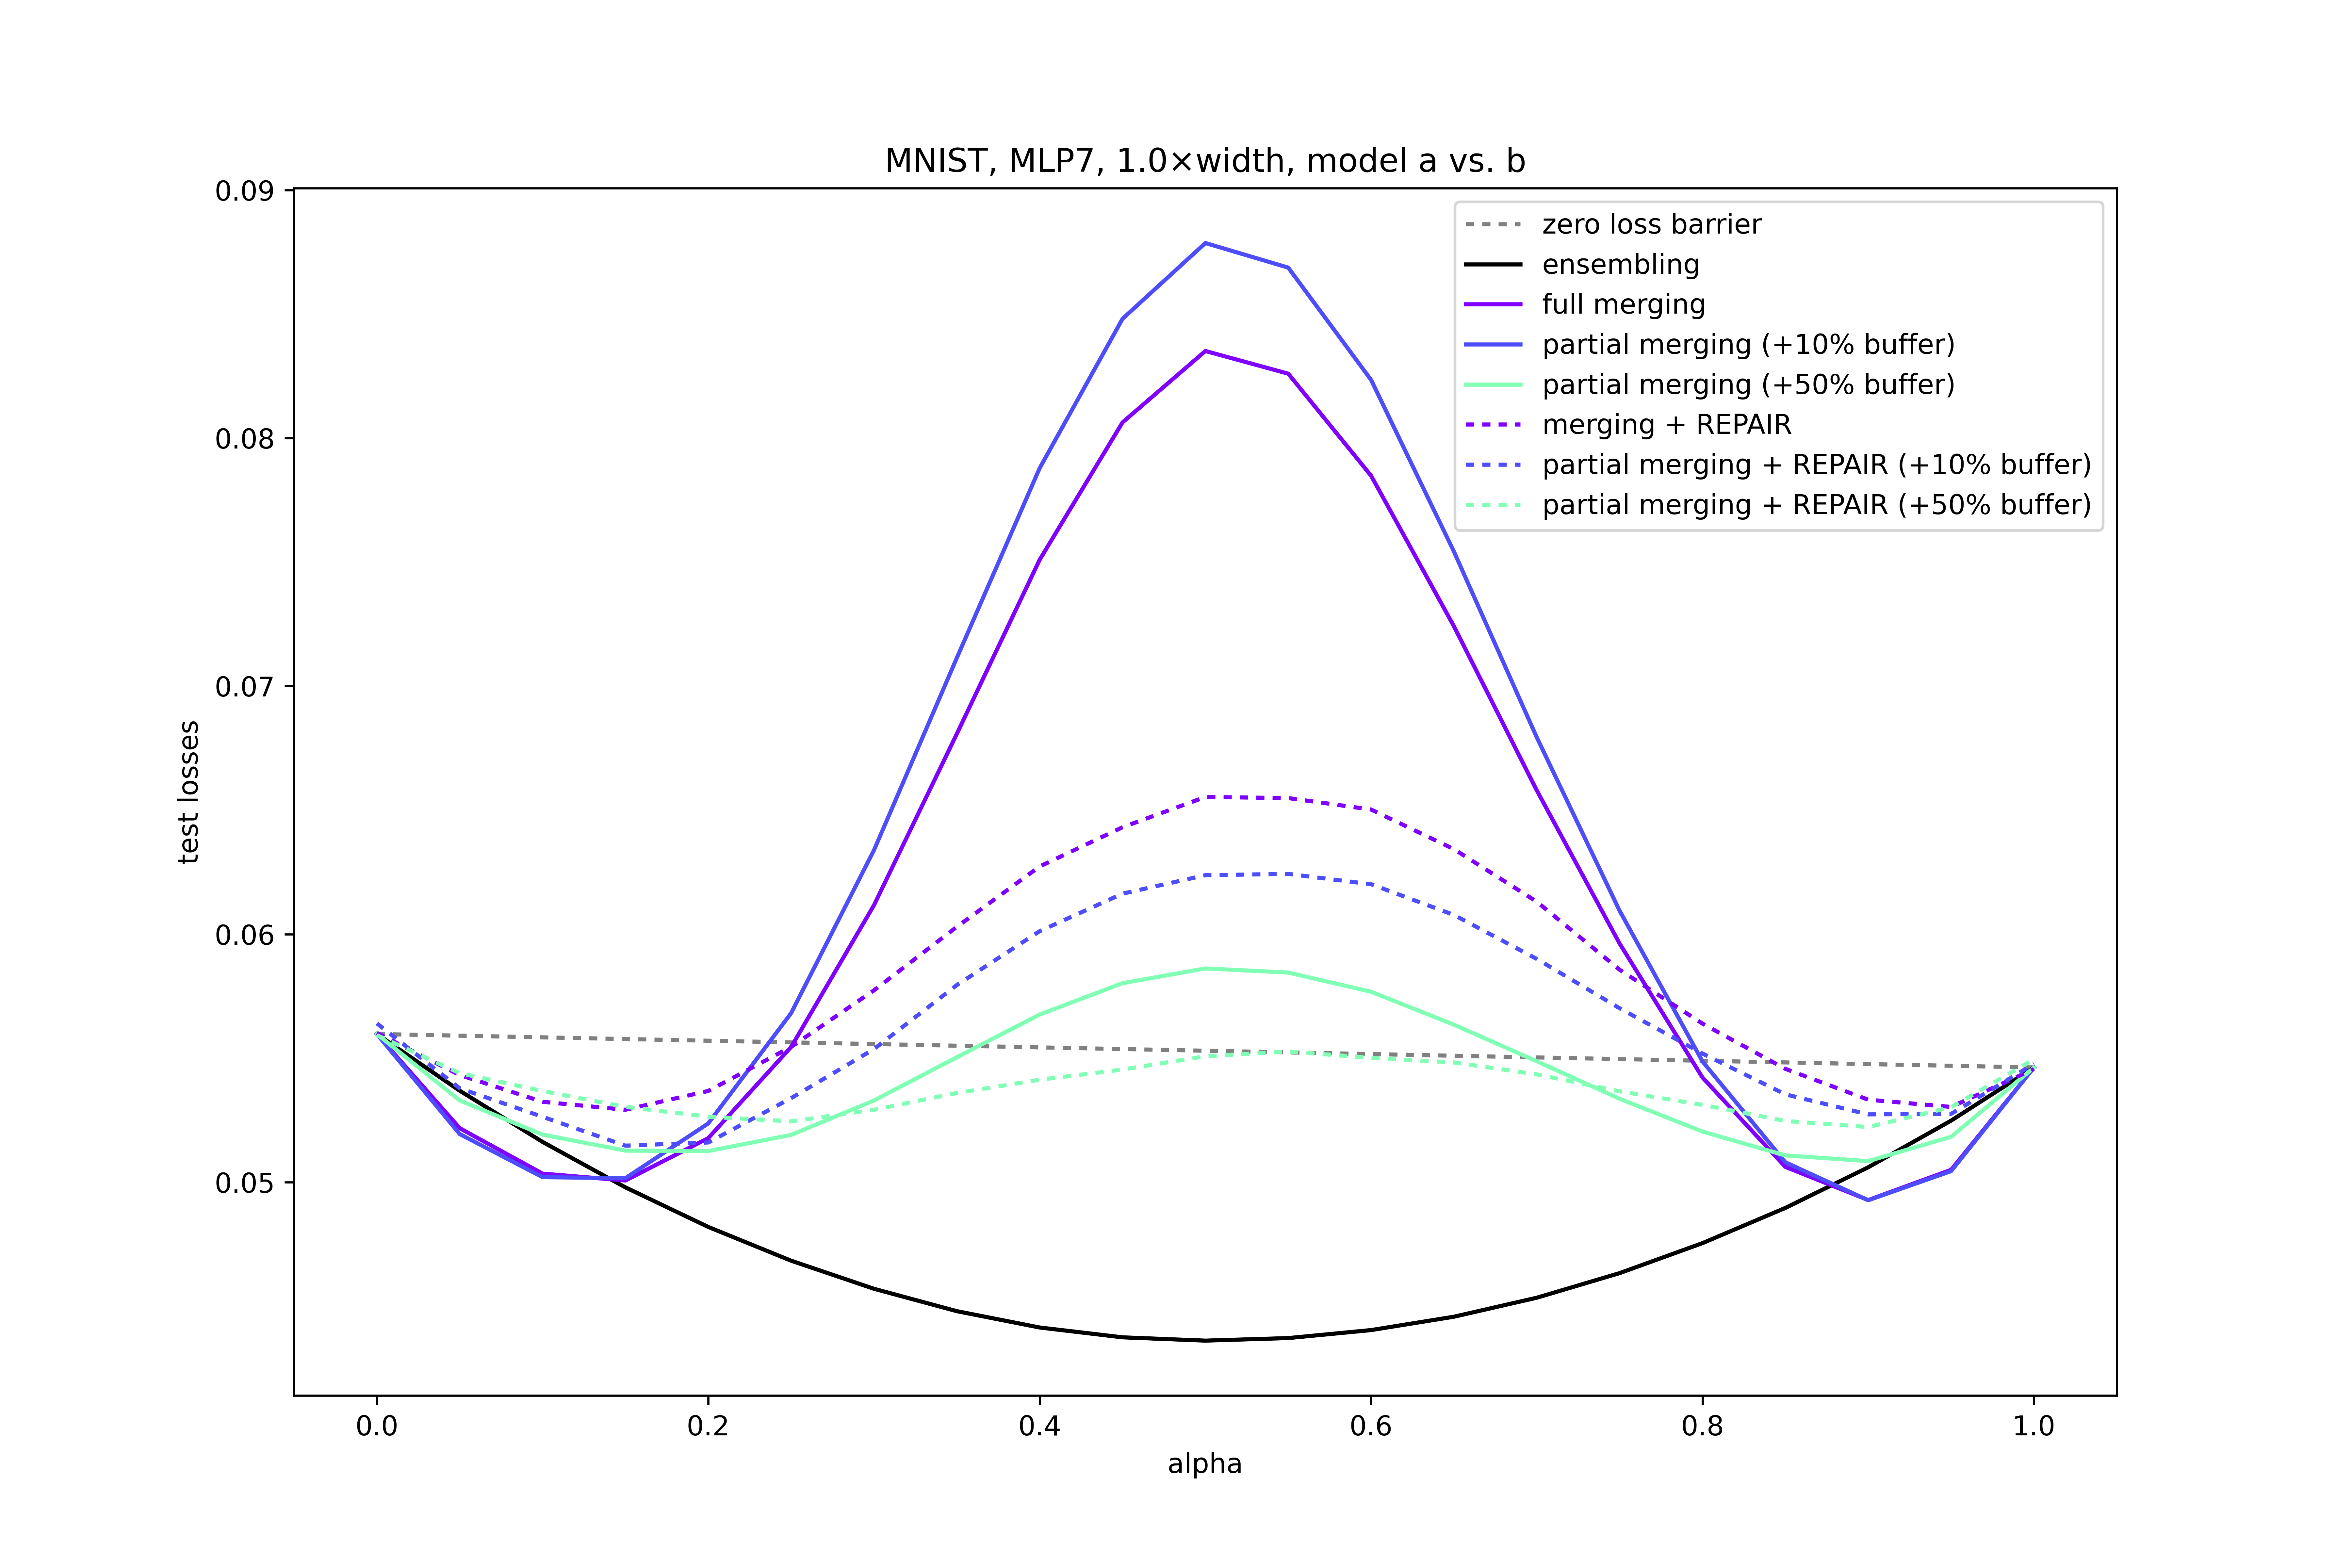 MNIST, MLP7, 1.0×width, model a vs. b
zero loss barrier
ensembling
full merging
partial merging (+10% buffer)
partial merging (+50% buffer)
merging + REPAIR
partial merging + REPAIR (+10% buffer)
partial merging + REPAIR (+50% buffer)
test losses
0.09
0.08
0.07
0.06
0.05
0.0 0.2 0.4 0.6 0.8 1.0
alpha